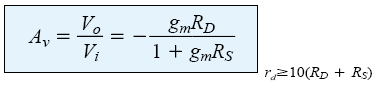 A_v = V_o / V_i = - g_m R_D / 1 + g_m R_S
r_d ≥ 10(R_D + R_S)